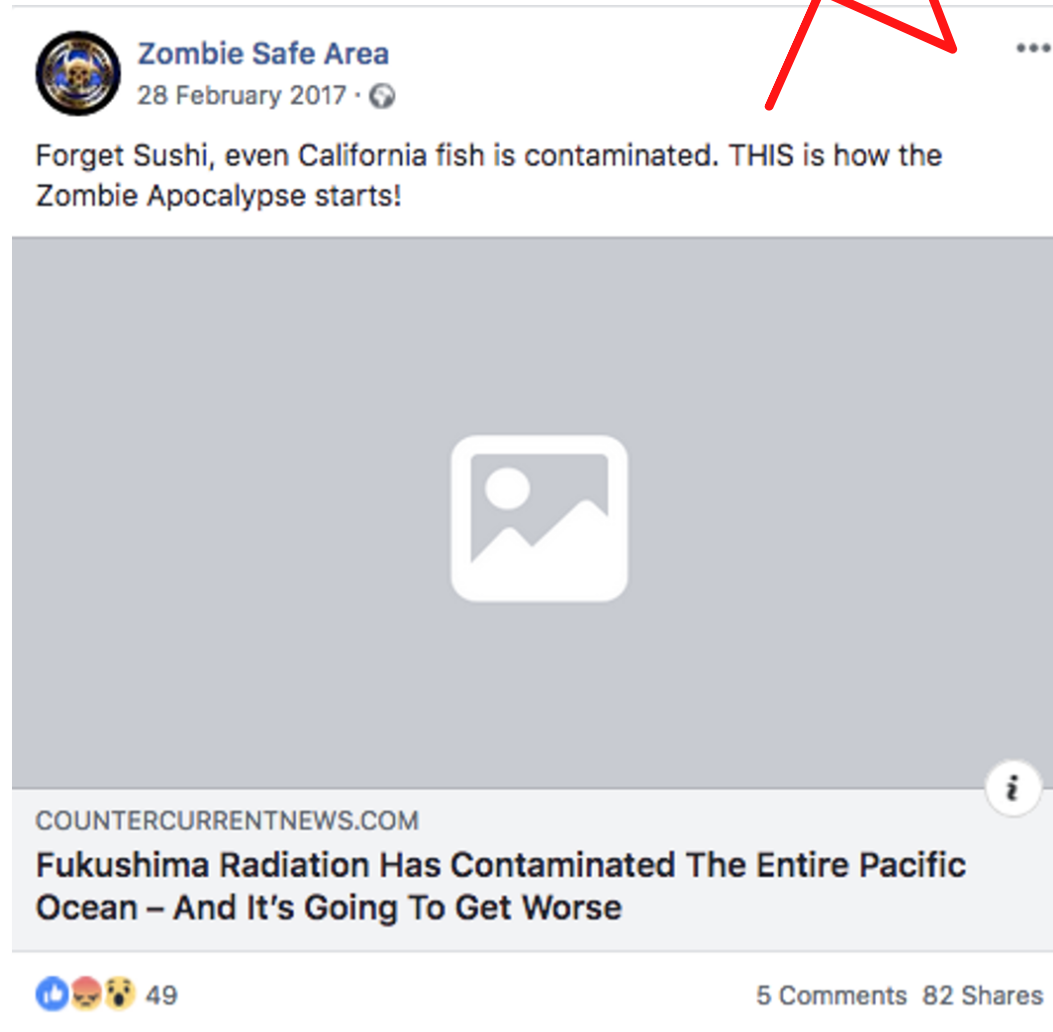 Zombie Safe Area
28 February 2017 ·
Forget Sushi, even California fish is contaminated. THIS is how the
Zombie Apocalypse starts!
i
COUNTERCURRENTNEWS.COM
Fukushima Radiation Has Contaminated The Entire Pacific
Ocean – And It's Going To Get Worse
49
5 Comments 82 Shares